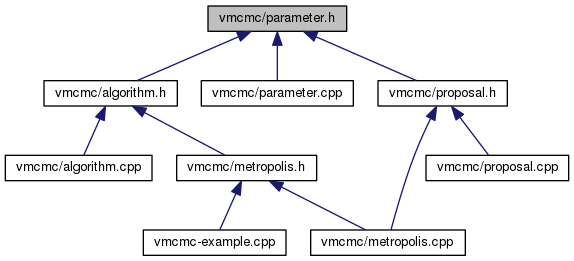 vmcmc/parameter.h
vmcmc/algorithm.h
vmcmc/parameter.cpp
vmcmc/proposal.h
vmcmc/algorithm.cpp
vmcmc/metropolis.h
vmcmc/proposal.cpp
vmcmc-example.cpp
vmcmc/metropolis.cpp